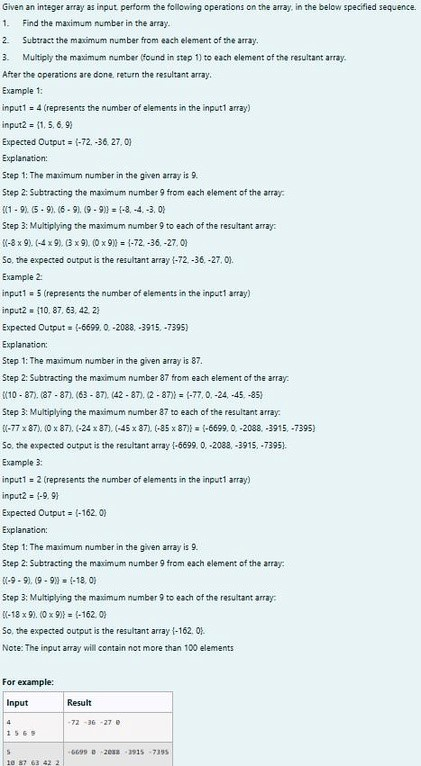 Given an integer array as input, perform the following operations on the array, in the below specified sequence.
1. Find the maximum number in the array.
2. Subtract the maximum number from each element of the array.
3. Multiply the maximum number (found in step 1) to each element of the resultant array.
After the operations are done, return the resultant array.
Example 1:
input1 = 4 (represents the number of elements in the input1 array)
input2 = {1, 5, 6, 9}
Expected Output = {-72, -36, 27, 0}
Explanation:
Step 1: The maximum number in the given array is 9.
Step 2: Subtracting the maximum number 9 from each element of the array:
{(1 - 9), (5 - 9), (6 - 9), (9 - 9)} = {-8, -4, -3, 0}
Step 3: Multiplying the maximum number 9 to each of the resultant array:
{(-8 x 9), (-4 x 9), (3 x 9), (0 x 9)} = {-72, -36, -27, 0}
So, the expected output is the resultant array {-72, -36, -27, 0}.
Example 2:
input1 = 5 (represents the number of elements in the input1 array)
input2 = {10, 87, 63, 42, 2}
Expected Output = {-6699, 0, -2088, -3915, -7395}
Explanation:
Step 1: The maximum number in the given array is 87.
Step 2: Subtracting the maximum number 87 from each element of the array:
{(10 - 87), (87 - 87), (63 - 87), (42 - 87), (2 - 87)} = {-77, 0, -24, -45, -85}
Step 3: Multiplying the maximum number 87 to each of the resultant array:
{(-77 x 87), (0 x 87), (-24 x 87), (-45 x 87), (-85 x 87)} = {-6699, 0, -2088, -3915, -7395}
So, the expected output is the resultant array {-6699, 0, -2088, -3915, -7395}.
Example 3:
input1 = 2 (represents the number of elements in the input1 array)
input2 = {-9, 9}
Expected Output = {-162, 0}
Explanation:
Step 1: The maximum number in the given array is 9.
Step 2: Subtracting the maximum number 9 from each element of the array:
{(-9 - 9), (9 - 9)} = {-18, 0}
Step 3: Multiplying the maximum number 9 to each of the resultant array:
{(-18 x 9), (0 x 9)} = {-162, 0}
So, the expected output is the resultant array {-162, 0}.
Note: The input array will contain not more than 100 elements
For example:
Input Result
4 -72 -36 -27 0
1 5 6 9
5 -6699 0 -2088 -3915 -7395
10 87 63 42 2